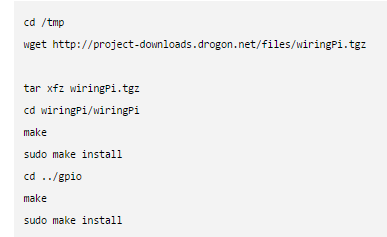 cd /tmp
wget http://project-downloads.drogon.net/files/wiringPi.tgz
tar xfz wiringPi.tgz
cd wiringPi/wiringPi
make
sudo make install
cd ../gpio
make
sudo make install